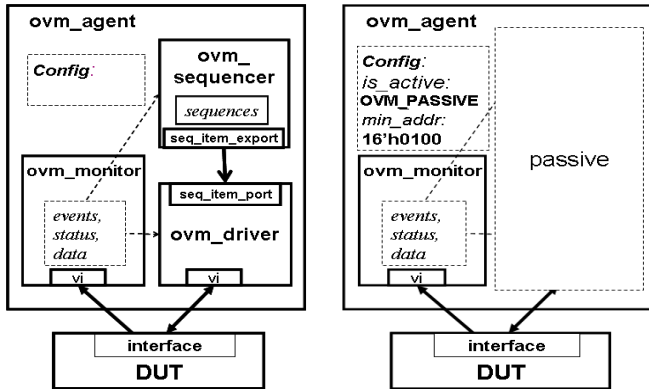 ovm_agent
Config:
ovm_
sequencer
sequences
seq_item_export
ovm_monitor
events,
status,
data
vi
seq_item_port
ovm_driver
vi
interface
DUT
ovm_agent
Config:
is_active:
OVM_PASSIVE
min_addr:
16'h0100
passive
ovm_monitor
events,
status,
data
vi
interface
DUT